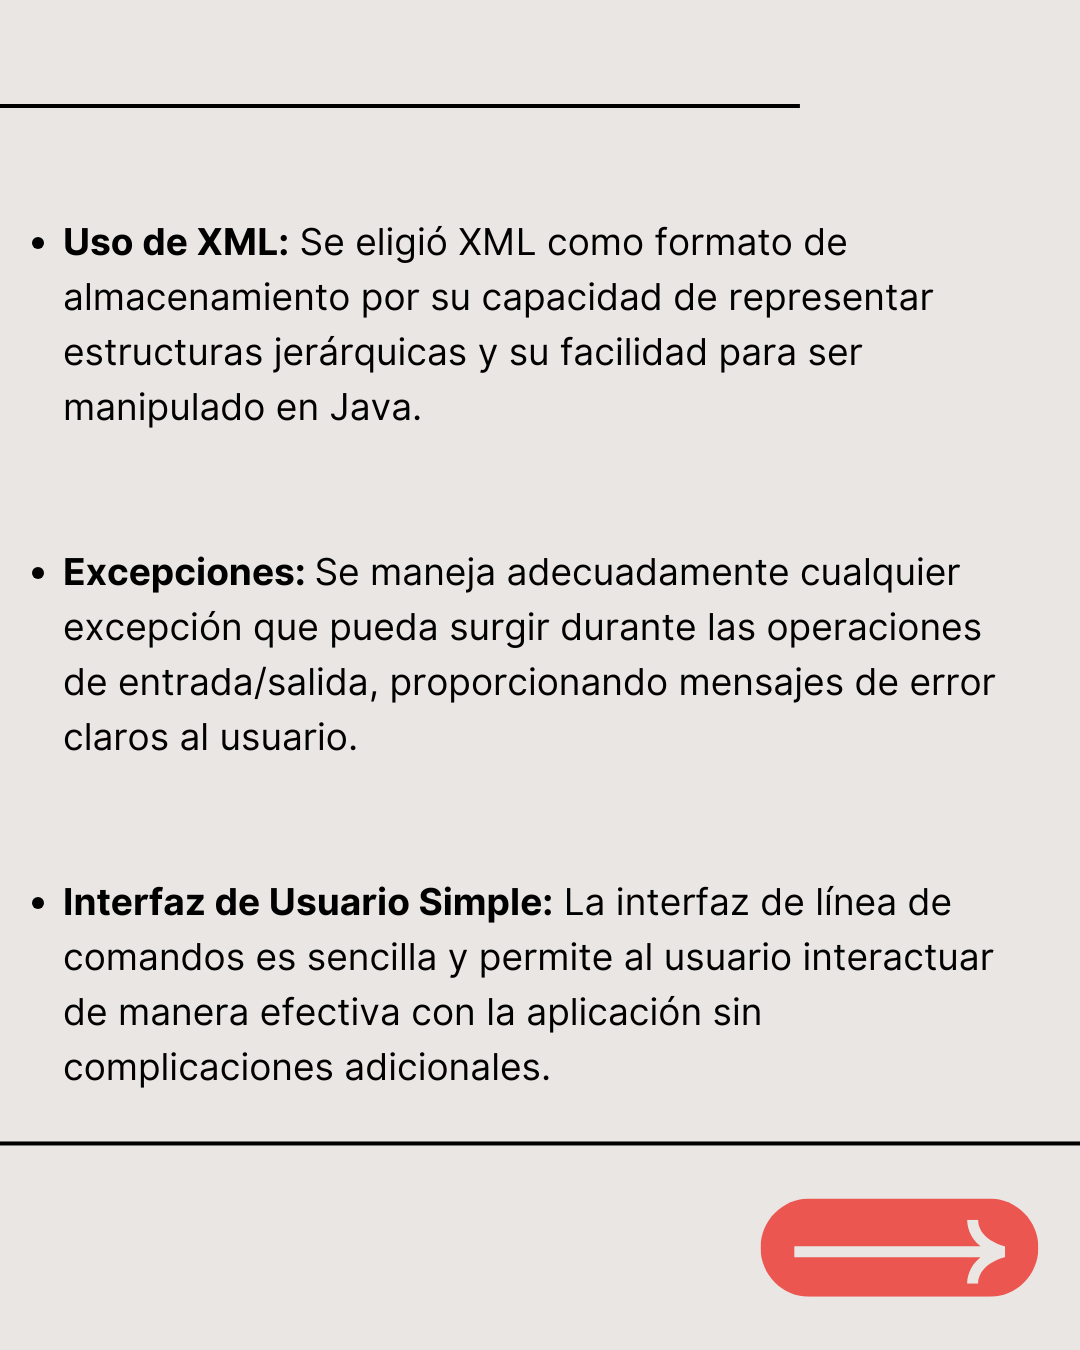 • Uso de XML: Se eligió XML como formato de
almacenamiento por su capacidad de representar
estructuras jerárquicas y su facilidad para ser
manipulado en Java.
• Excepciones: Se maneja adecuadamente cualquier
excepción que pueda surgir durante las operaciones
de entrada/salida, proporcionando mensajes de error
claros al usuario.
• Interfaz de Usuario Simple: La interfaz de línea de
comandos es sencilla y permite al usuario interactuar
de manera efectiva con la aplicación sin
complicaciones adicionales.